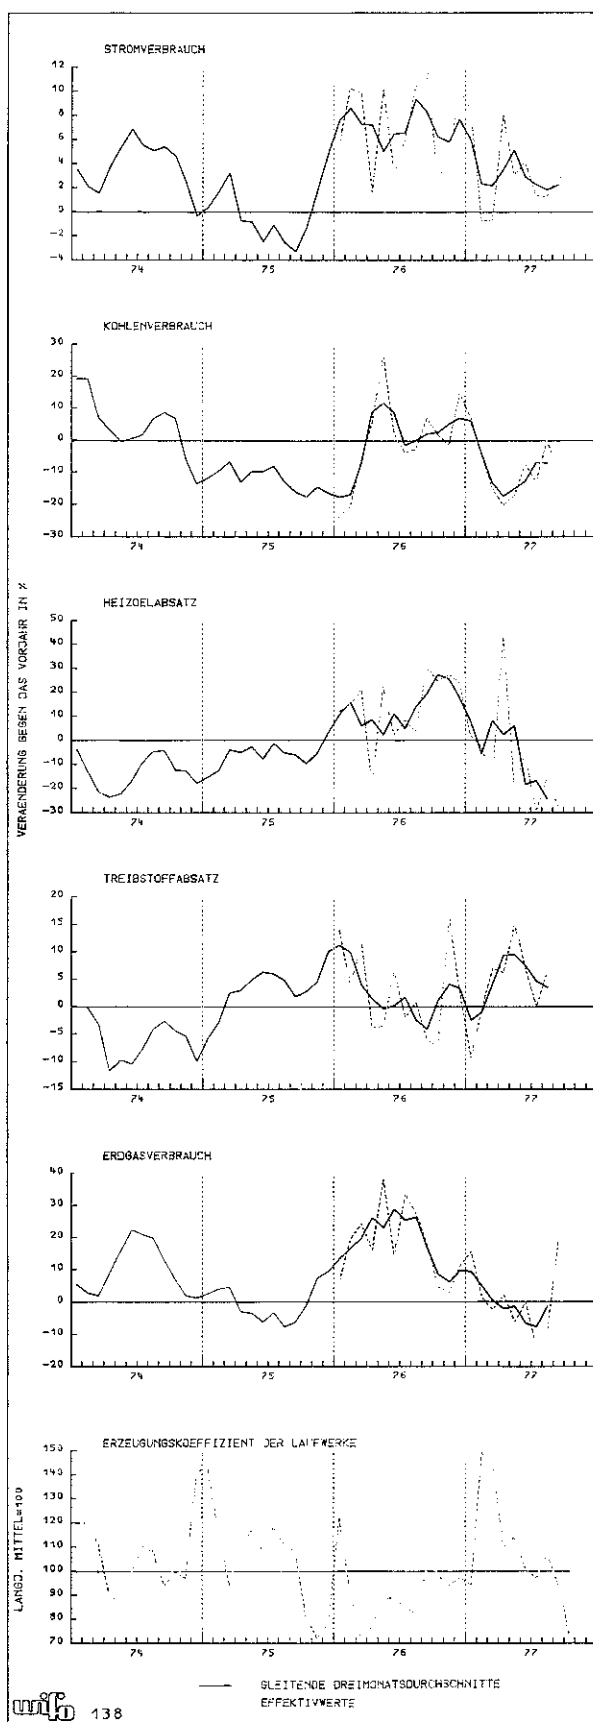 STROMVERBRAUCH
12
10
8
6
4
2
0
-2
-4
74 75 76 77
KOHLENVERBRAUCH
30
20
10
0
-10
-20
-30
74 75 76 77
VERAENDERUNG GEGEN DAS VORJAHR IN %
HEIZOELABSATZ
50
40
30
20
10
0
-10
-20
-30
74 75 76 77
TREIBSTOFFABSATZ
20
15
10
5
0
-5
-10
-15
74 75 76 77
ERDGASVERBRAUCH
40
30
20
10
0
-10
-20
74 75 76 77
LANGJ. MITTEL=100
ERZEUGUNGSKOEFFIZIENT DER LAUFWERKE
150
140
130
120
110
100
90
80
70
74 75 76 77
GLEITENDE DREIMONATSDURCHSCHNITTE
EFFEKTIVWERTE
wifo 138